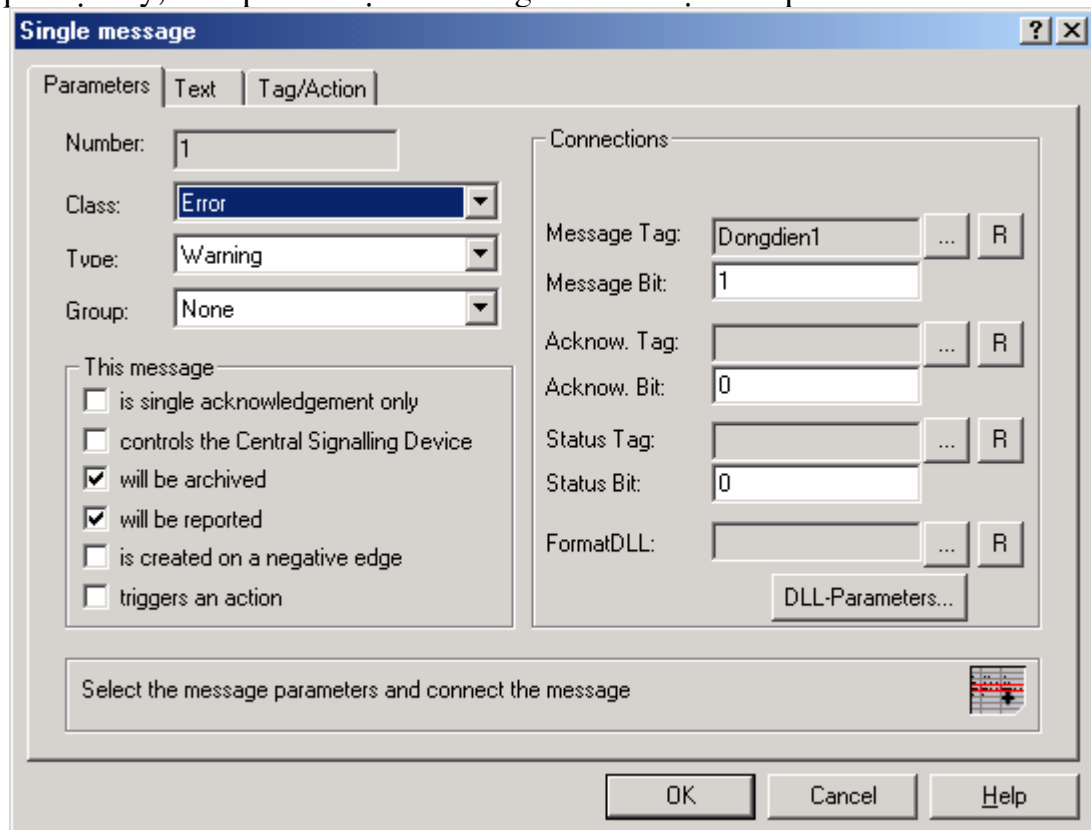 Single message
Parameters Text Tag/Action
Number: 1
Class: Error
Type: Warning
Group: None
This message
is single acknowledgement only
controls the Central Signalling Device
will be archived
will be reported
is created on a negative edge
triggers an action
Connections
Message Tag: Dongdien1 ... R
Message Bit: 1
Acknow. Tag: ... R
Acknow. Bit: 0
Status Tag: ... R
Status Bit: 0
FormatDLL: ... R
DLL-Parameters...
Select the message parameters and connect the message
OK Cancel Help